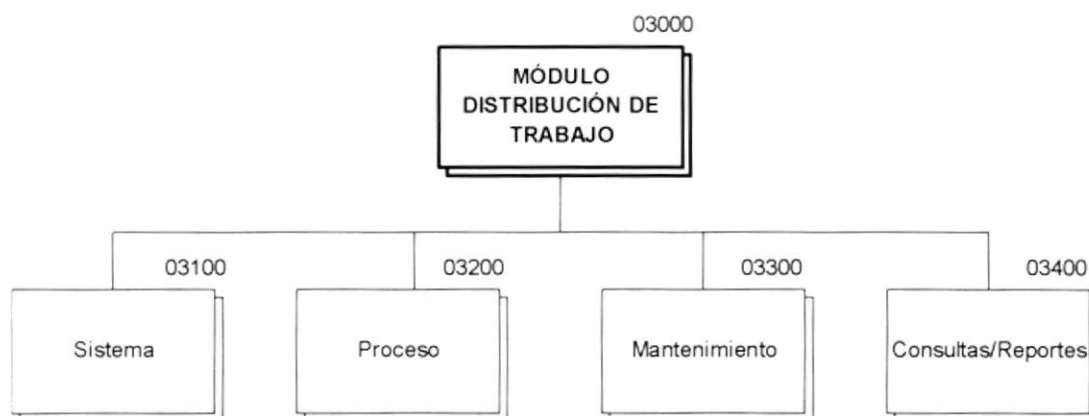 03000
MÓDULO
DISTRIBUCIÓN DE
TRABAJO
03100
03200
03300
03400
Sistema
Proceso
Mantenimiento
Consultas/Reportes